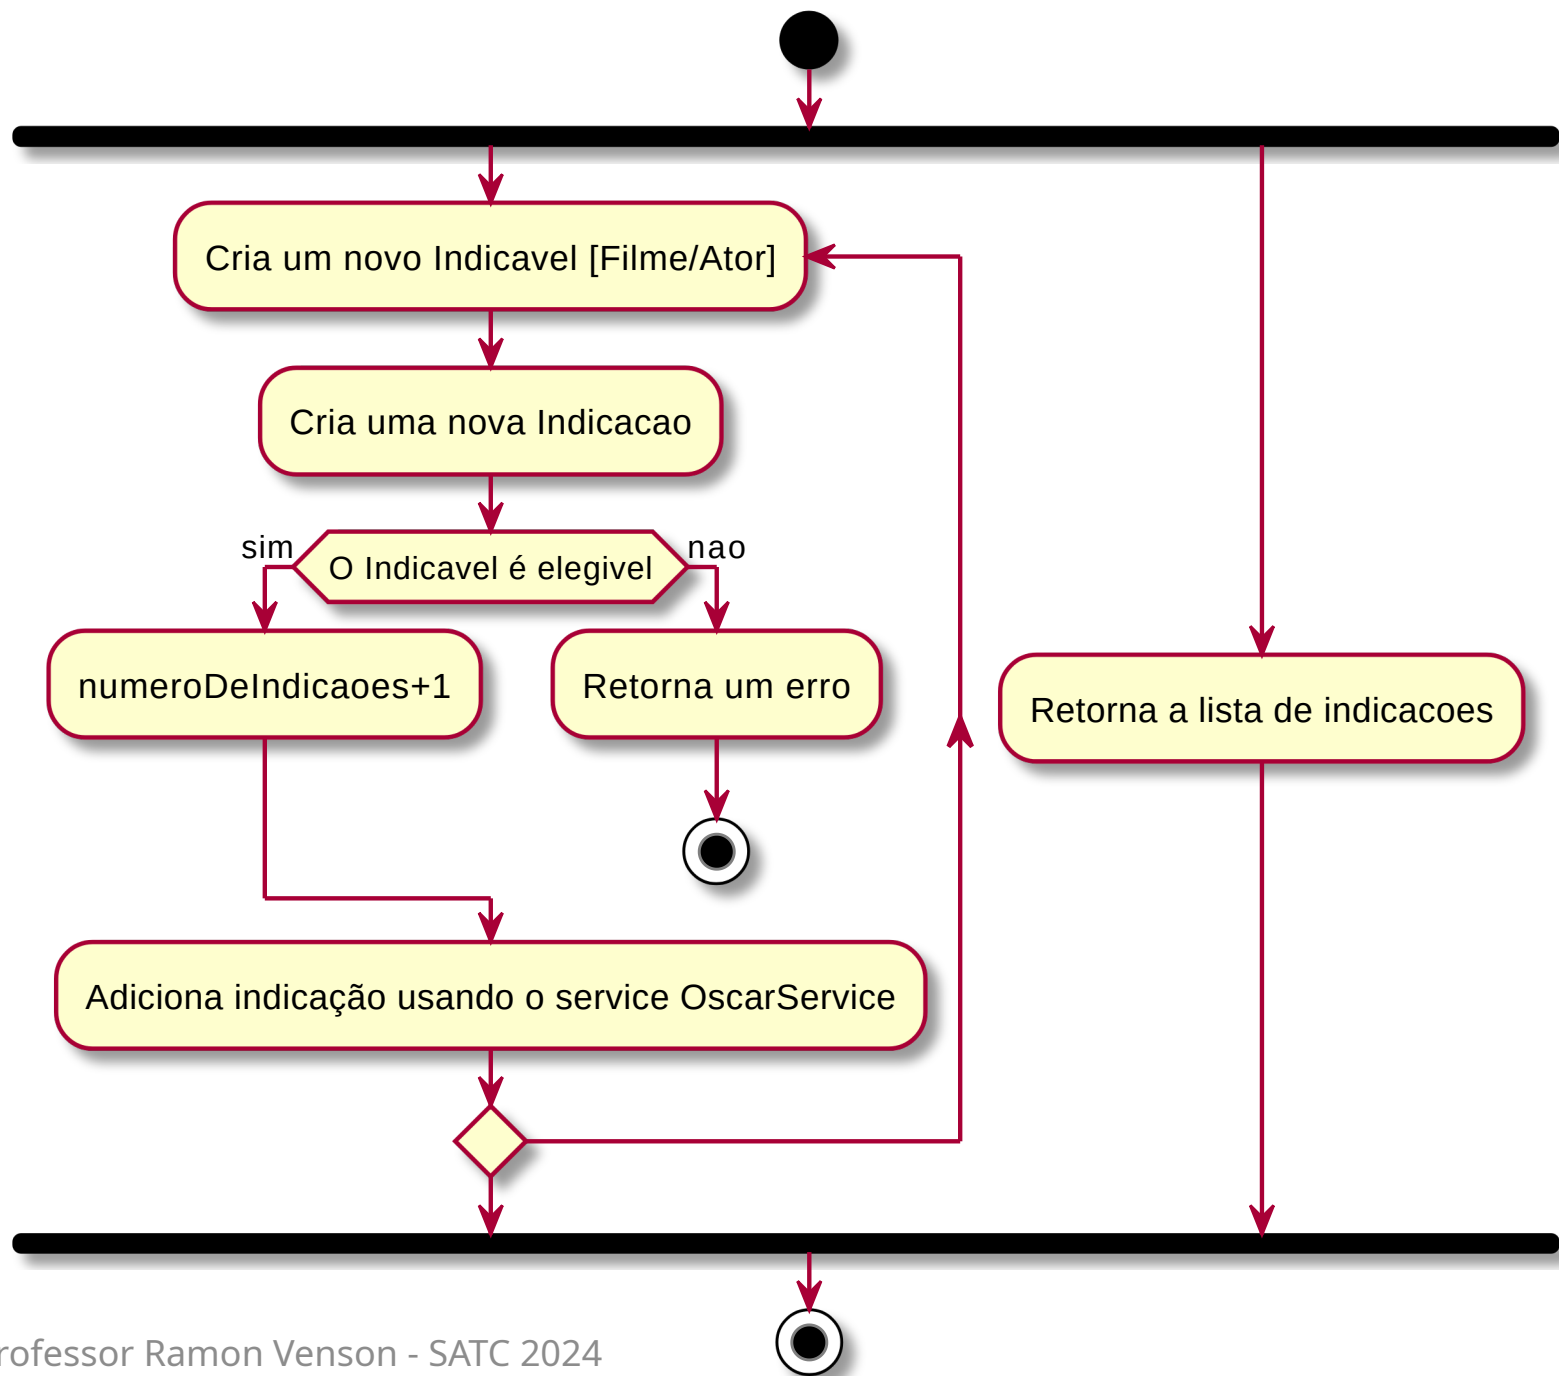 Cria um novo Indicavel [Filme/Ator]
Cria uma nova Indicacao
sim
O Indicavel é elegivel
nao
numeroDeIndicaoes+1
Retorna um erro
Retorna a lista de indicacoes
Adiciona indicação usando o service OscarService
rofessor Ramon Venson - SATC 2024